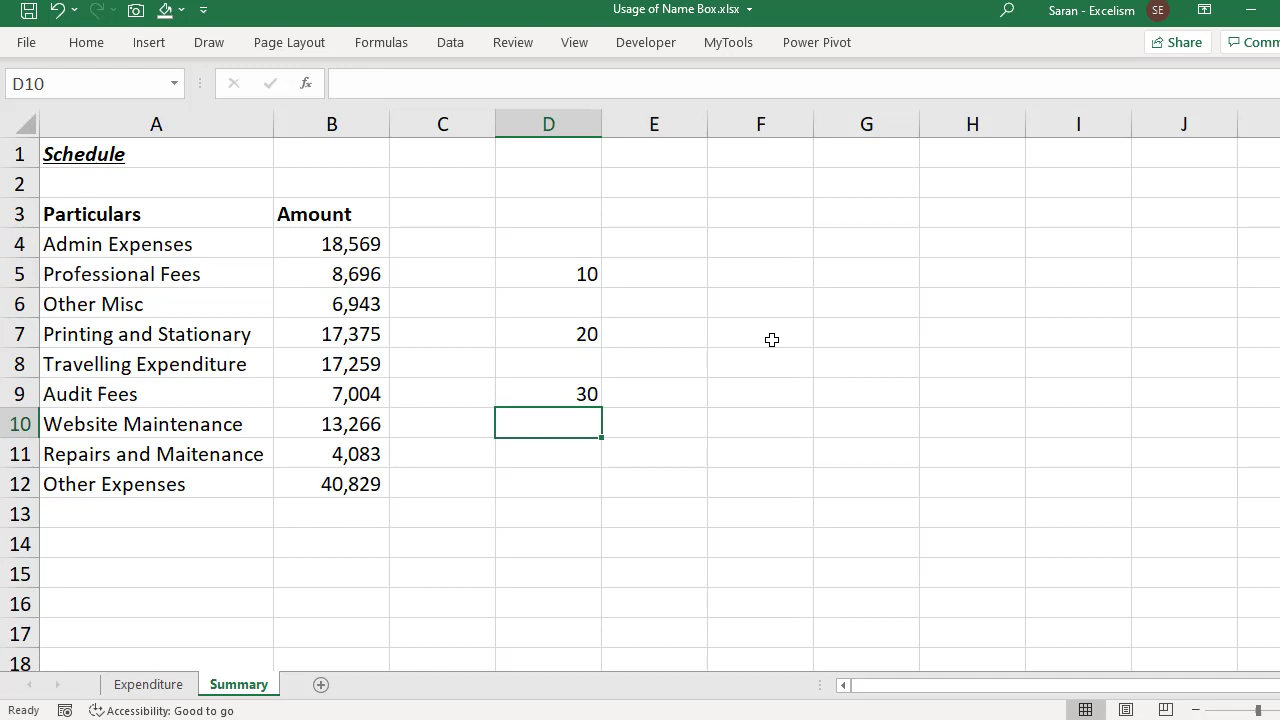 Usage of Name Box.xlsx
Saran - Excelism SE
File Home Insert Draw Page Layout Formulas Data Review View Developer MyTools Power Pivot Share Comm
D10 fx
A B C D E F G H I J
1 Schedule
2
3 Particulars Amount
4 Admin Expenses 18,569
5 Professional Fees 8,696 10
6 Other Misc 6,943
7 Printing and Stationary 17,375 20
8 Travelling Expenditure 17,259
9 Audit Fees 7,004 30
10 Website Maintenance 13,266
11 Repairs and Maitenance 4,083
12 Other Expenses 40,829
13
14
15
16
17
18
Expenditure Summary
Ready Accessibility: Good to go